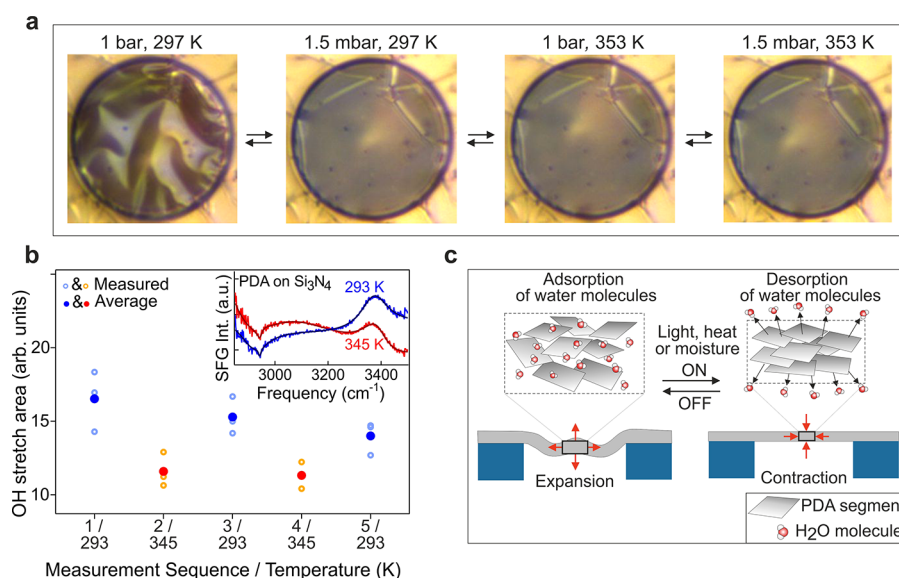 a
1 bar, 297 K
1.5 mbar, 297 K
1 bar, 353 K
1.5 mbar, 353 K
b
&  Measured
&  Average
PDA on Si3N4
293 K
345 K
SFG Int. (a.u.)
3000 3200 3400
Frequency (cm-1)
OH stretch area (arb. units)
20
15
10
1 / 2 / 3 / 4 / 5 /
293 345 293 345 293
Measurement Sequence / Temperature (K)
c
Adsorption
of water molecules
Desorption
of water molecules
Light, heat
or moisture
ON
OFF
Expansion
Contraction
PDA segment
H2O molecule